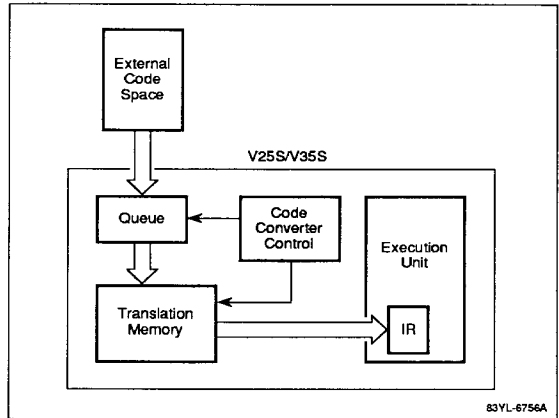 External
Code
Space
V25S/V35S
Queue
Code
Converter
Control
Execution
Unit
Translation
Memory
IR
83YL-6756A